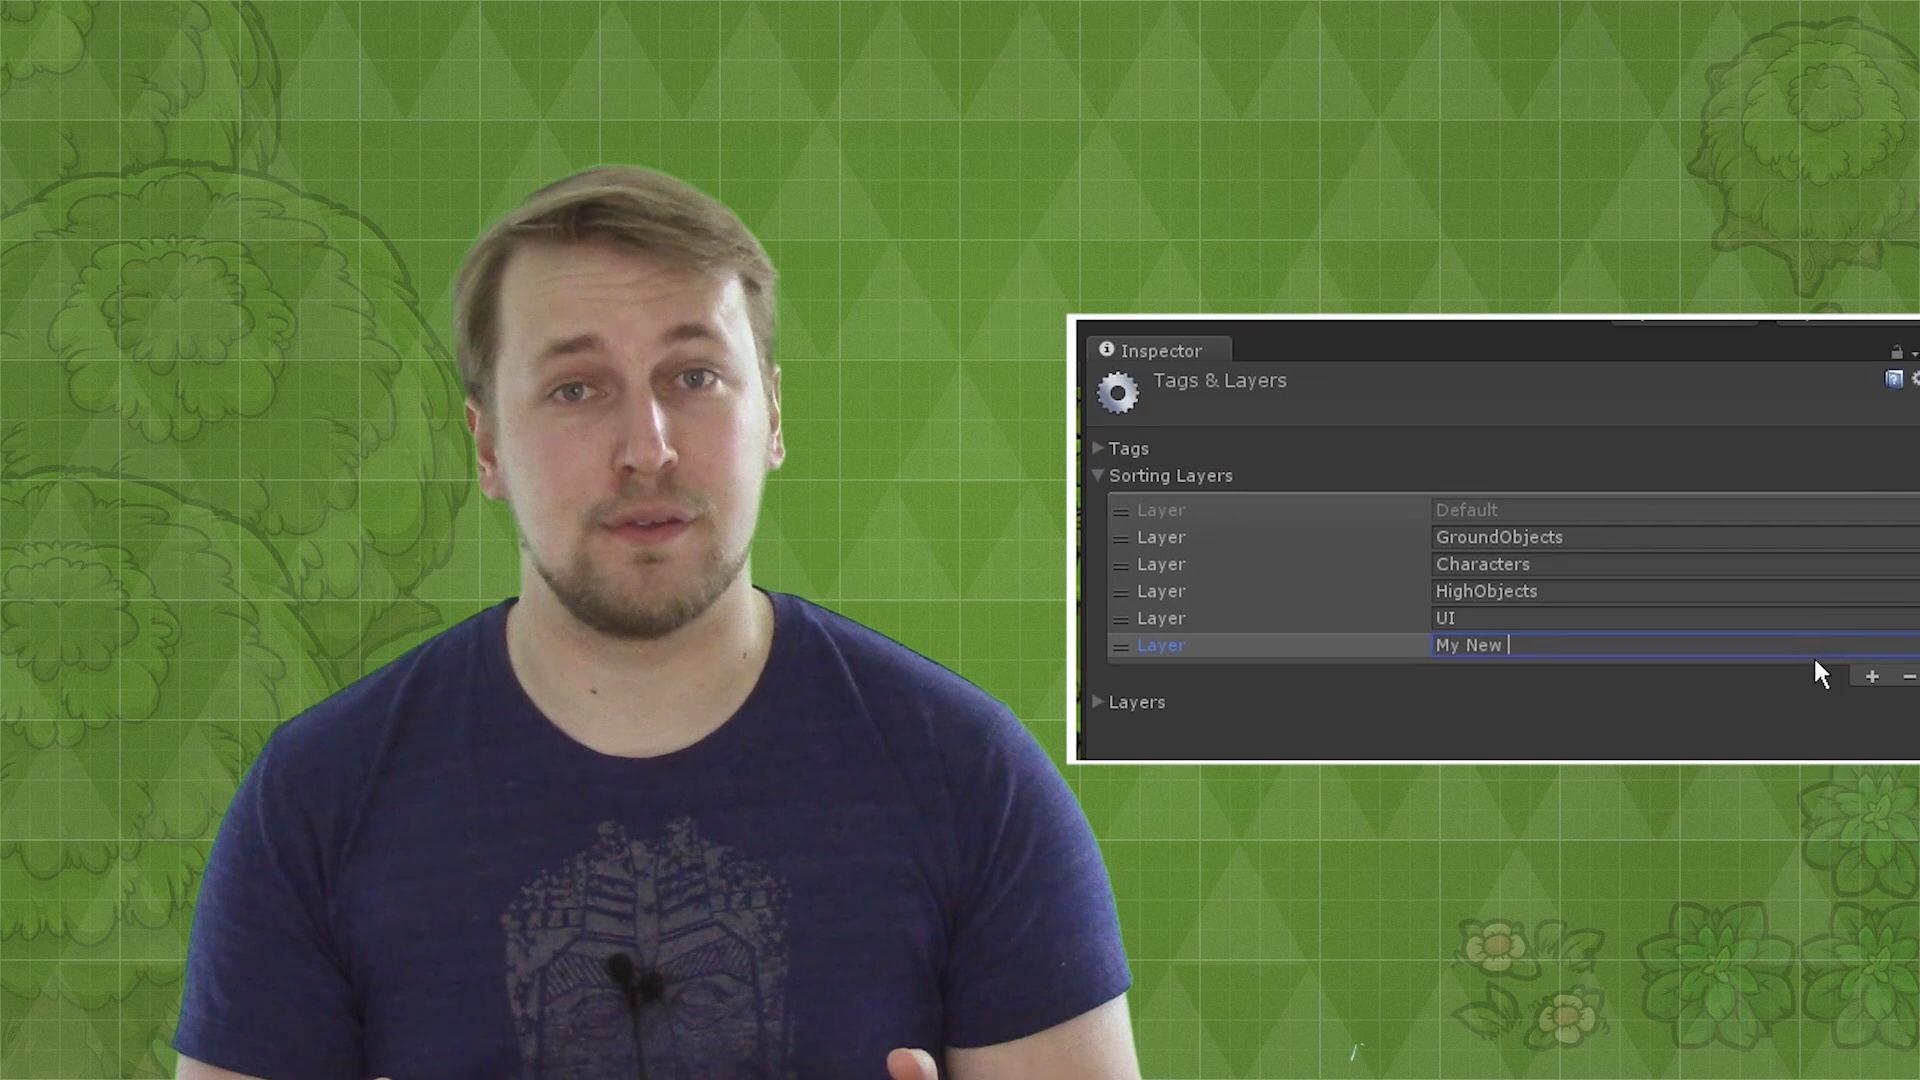 Inspector
Tags & Layers
Tags
Sorting Layers
Layer Default
Layer GroundObjects
Layer Characters
Layer HighObjects
Layer UI
Layer My New
Layers